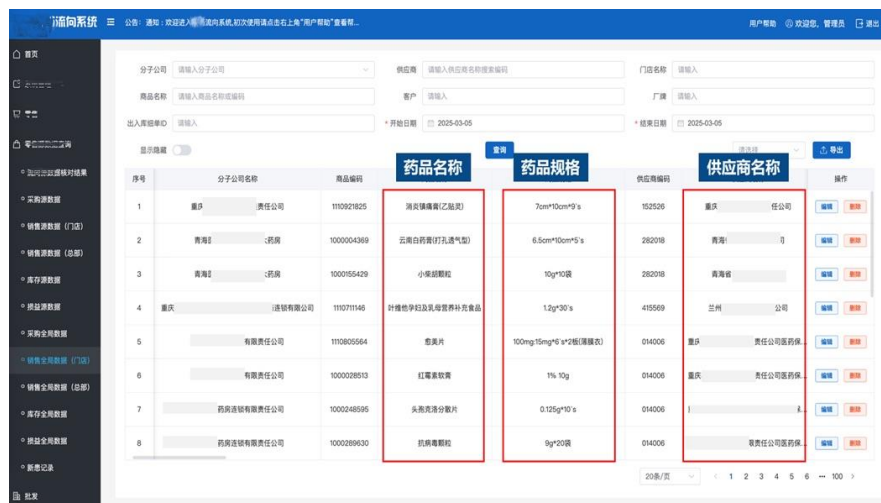 流向系统
公告: 通知: 欢迎进入 流向系统,初次使用请点击右上角"用户帮助"查看帮...
用户帮助 欢迎您, 管理员 退出
首页
分子公司 请输入分子公司
供应商 请输入供应商名称搜索编码
门店名称 请输入
商品名称 请输入商品名称或编码
客户 请输入
厂牌 请输入
出入库细单ID 请输入
* 开始日期 2025-03-05
* 结束日期 2025-03-05
显示隐藏
查询
请选择
导出
药品名称
药品规格
供应商名称
序号 分子公司名称 商品编码 供应商编码 操作
1 重庆 责任公司 1110921825 消炎镇痛膏(乙贴灵) 7cm*10cm*9`s 152526 重庆 任公司 编辑 删除
2 青海 药房 1000004369 云南白药膏(打孔透气型) 6.5cm*10cm*5`s 282018 青海 司 编辑 删除
3 青海 药房 1000155429 小柴胡颗粒 10g*10袋 282018 青海省 编辑 删除
4 重庆 连锁有限公司 1110711146 叶维他孕妇及乳母营养补充食品 1.2g*30`s 415569 兰州 公司 编辑 删除
5 有限责任公司 1110805564 愈美片 100mg:15mg*6`s*2板(薄膜衣) 014006 重庆 责任公司医药保... 编辑 删除
6 有限责任公司 1000028513 红霉素软膏 1% 10g 014006 重庆 责任公司医药保... 编辑 删除
7 药房连锁有限责任公司 1000248595 头孢克洛分散片 0.125g*10`s 014006 编辑 删除
8 药房连锁有限责任公司 1000289630 抗病毒颗粒 9g*20袋 014006 限责任公司医药保... 编辑 删除
20条/页 < 1 2 3 4 5 6 ... 100 >
采购源数据
销售源数据 (门店)
销售源数据 (总部)
库存源数据
损益源数据
采购全局数据
销售全局数据 (门店)
销售全局数据 (总部)
库存全局数据
损益全局数据
新惠记录
批发